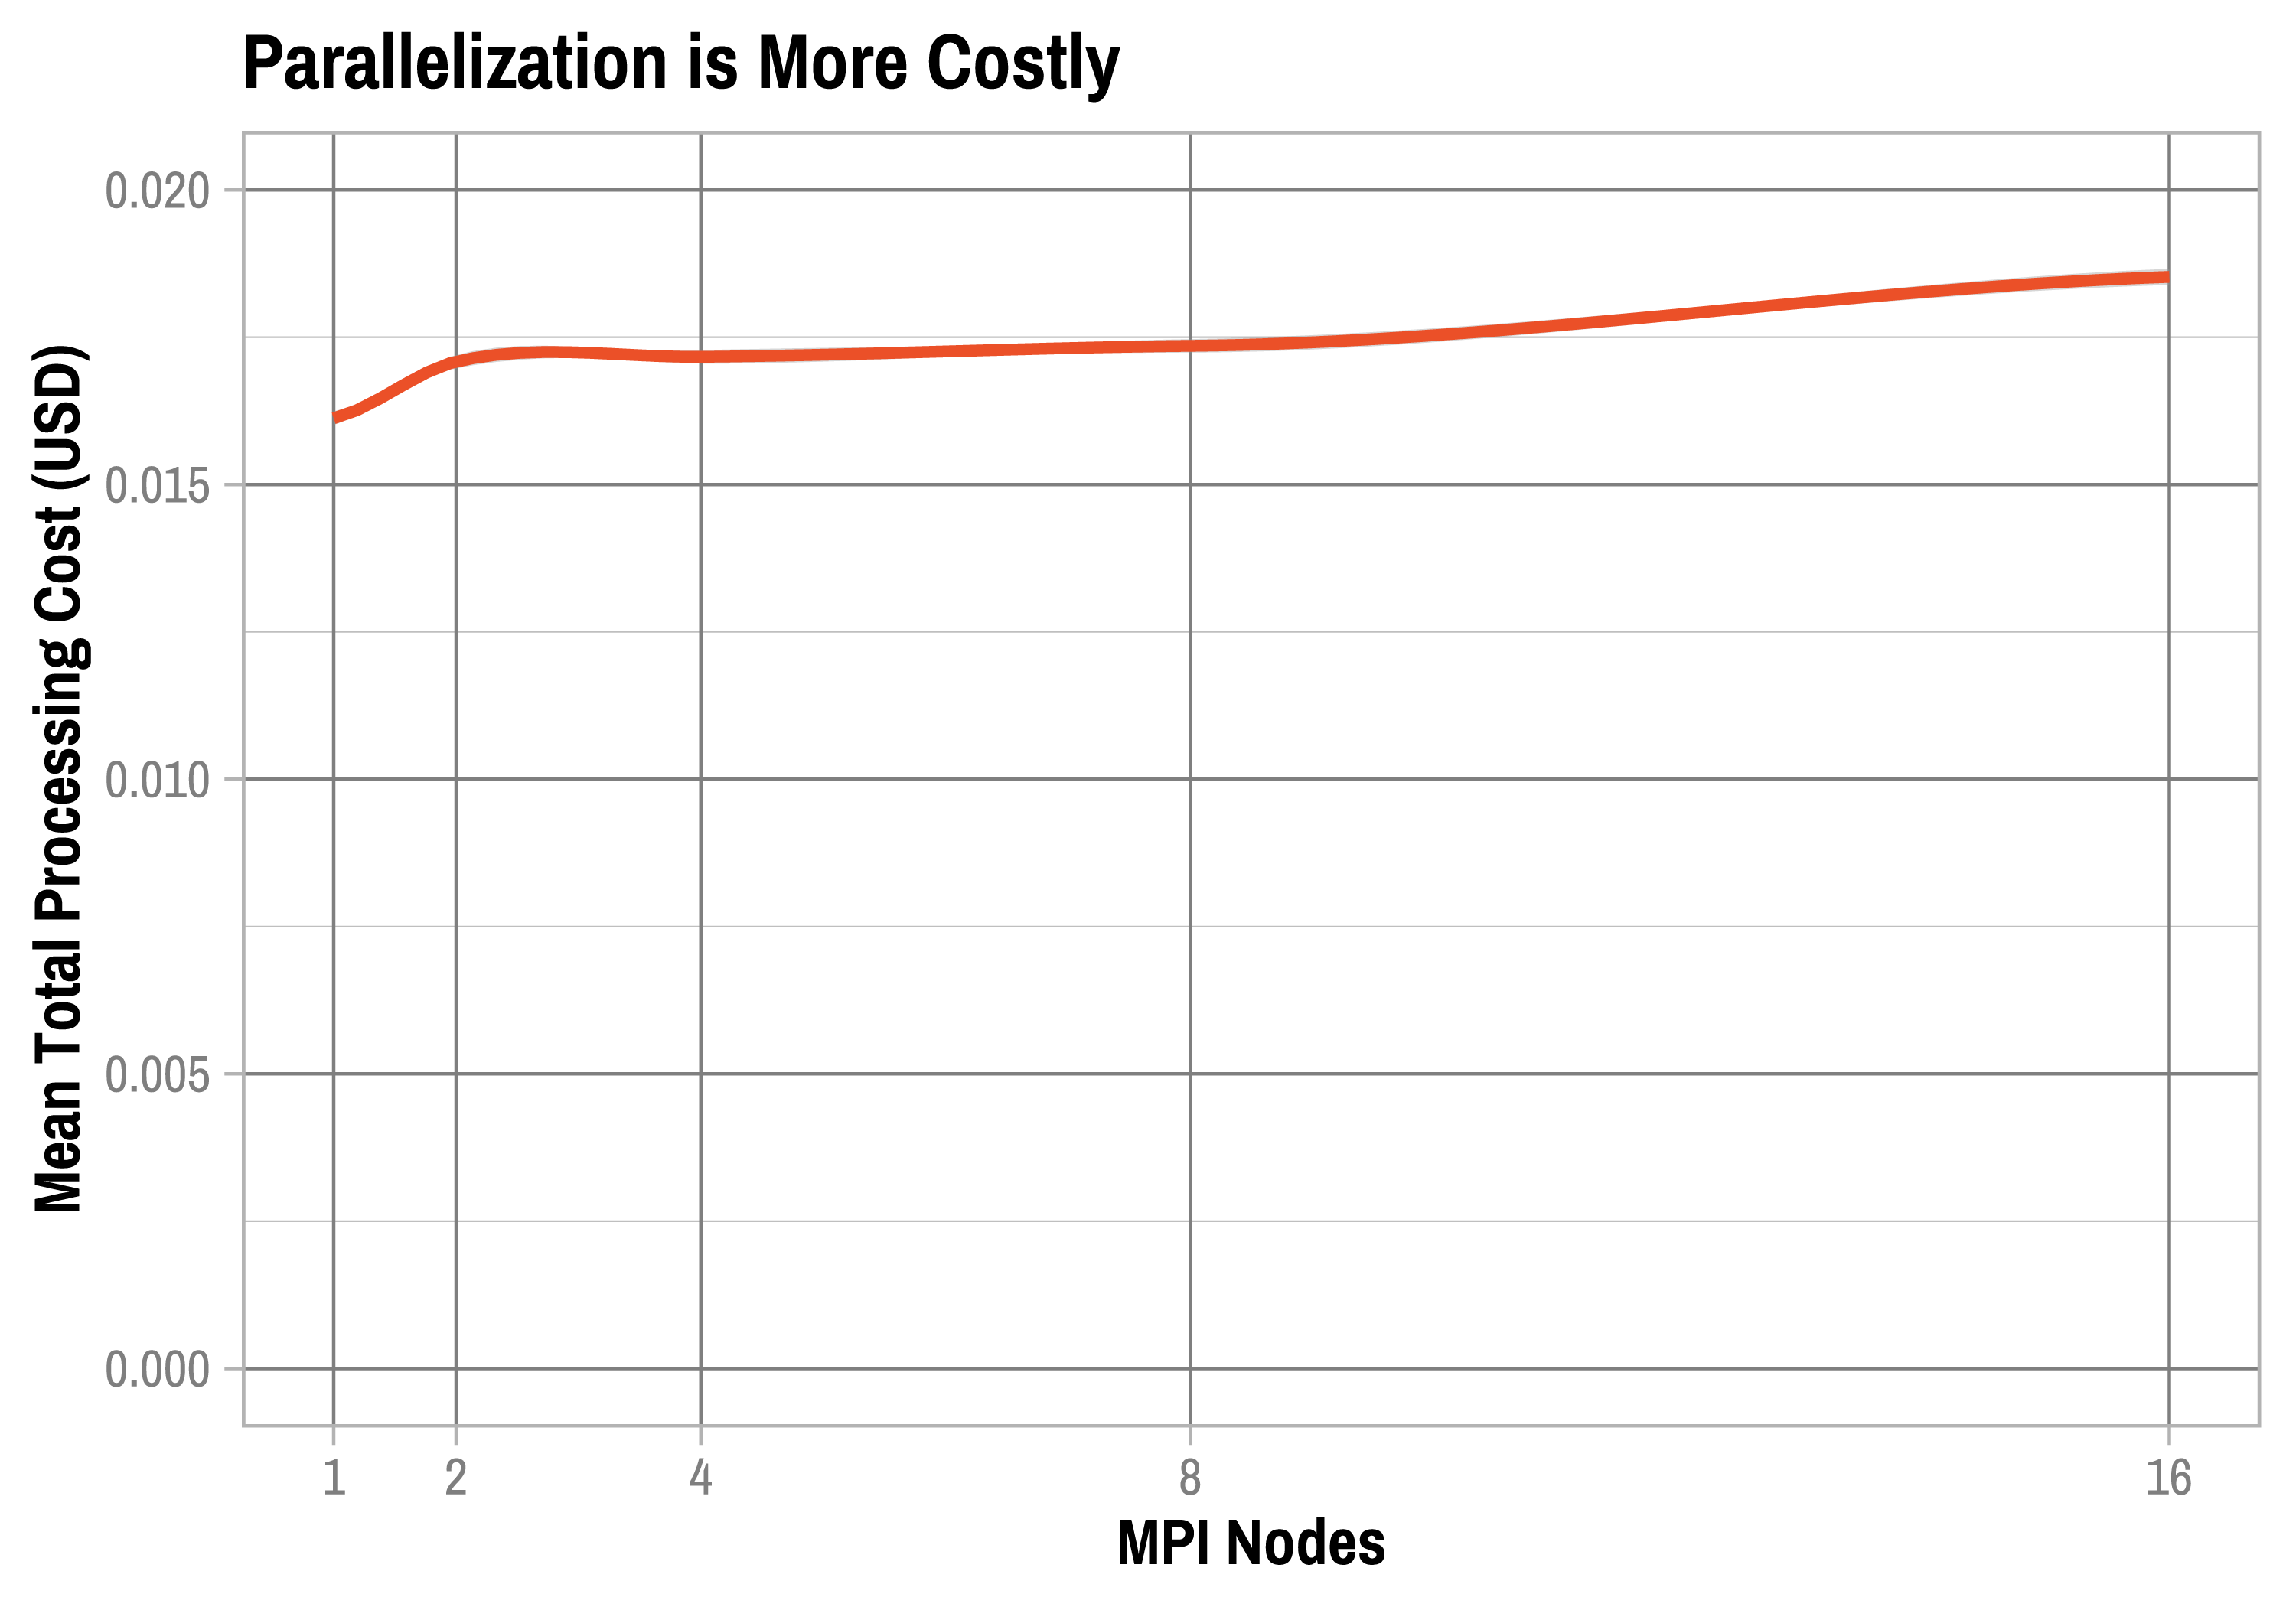 Parallelization is More Costly
Mean Total Processing Cost (USD)
0.020
0.015
0.010
0.005
0.000
1 2 4 8 16
MPI Nodes